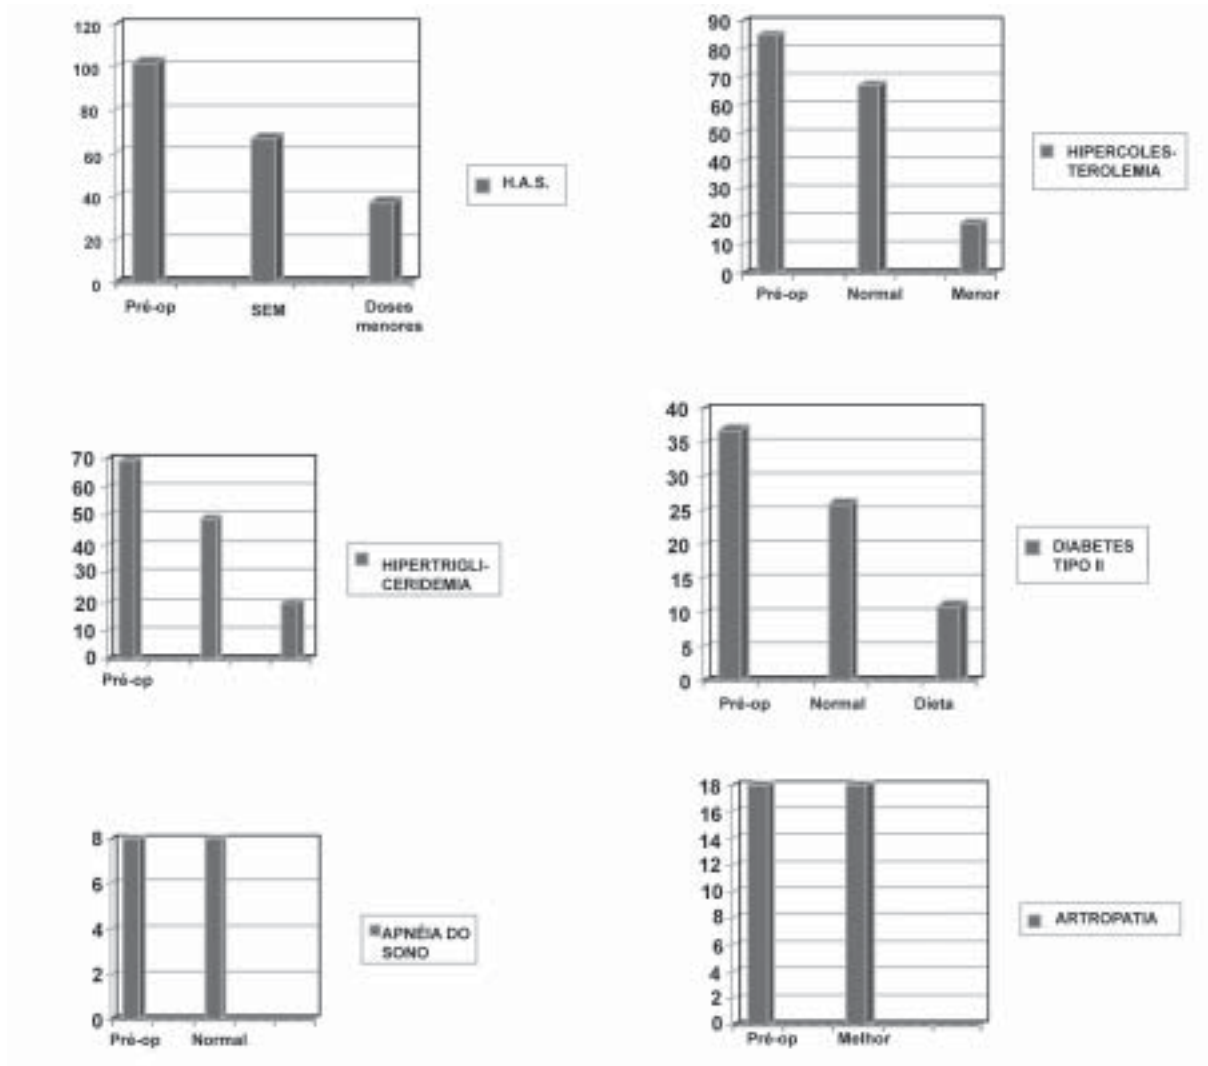 120
100
80
60
40
20
0
Pré-op
SEM
Doses
menores
H.A.S.
90
80
70
60
50
40
30
20
10
0
Pré-op
Normal
Menor
HIPERCOLES-
TEROLEMIA
70
60
50
40
30
20
10
0
Pré-op
HIPERTRIGLI-
CERIDEMIA
40
35
30
25
20
15
10
5
0
Pré-op
Normal
Dieta
DIABETES
TIPO II
8
6
4
2
0
Pré-op
Normal
APNÉIA DO
SONO
18
16
14
12
10
8
6
4
2
0
Pré-op
Melhor
ARTROPATIA